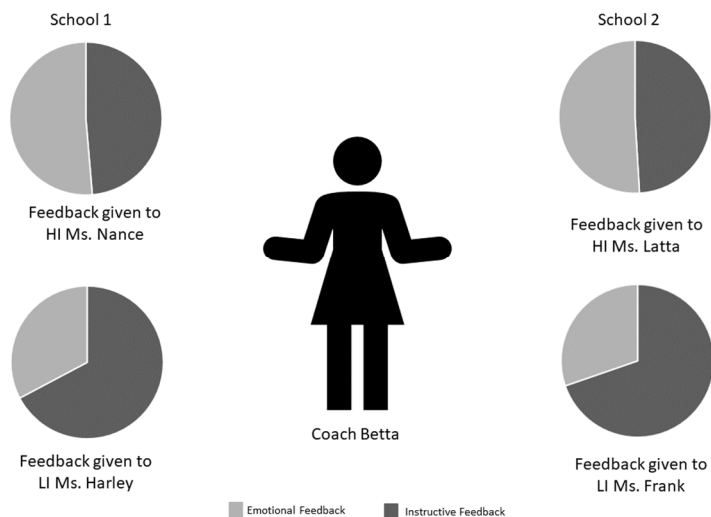 School 1
School 2
Feedback given to
HI Ms. Nance
Feedback given to
HI Ms. Latta
Feedback given to
LI Ms. Harley
Coach Betta
Feedback given to
LI Ms. Frank
Emotional Feedback
Instructive Feedback